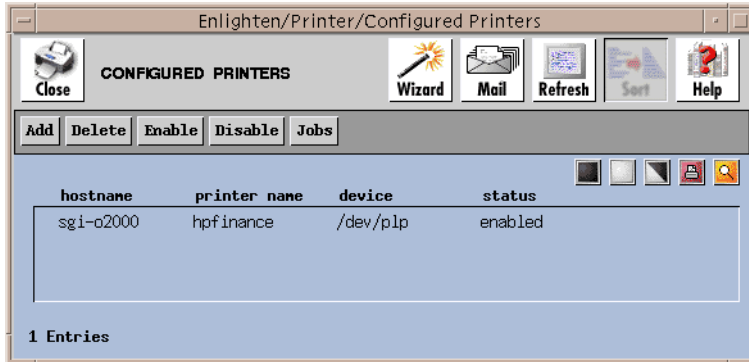 Enlighten/Printer/Configured Printers
Close CONFIGURED PRINTERS Wizard Mail Refresh Sort Help
Add Delete Enable Disable Jobs
hostname printer name device status
sgi-o2000 hpfinance /dev/plp enabled
1 Entries